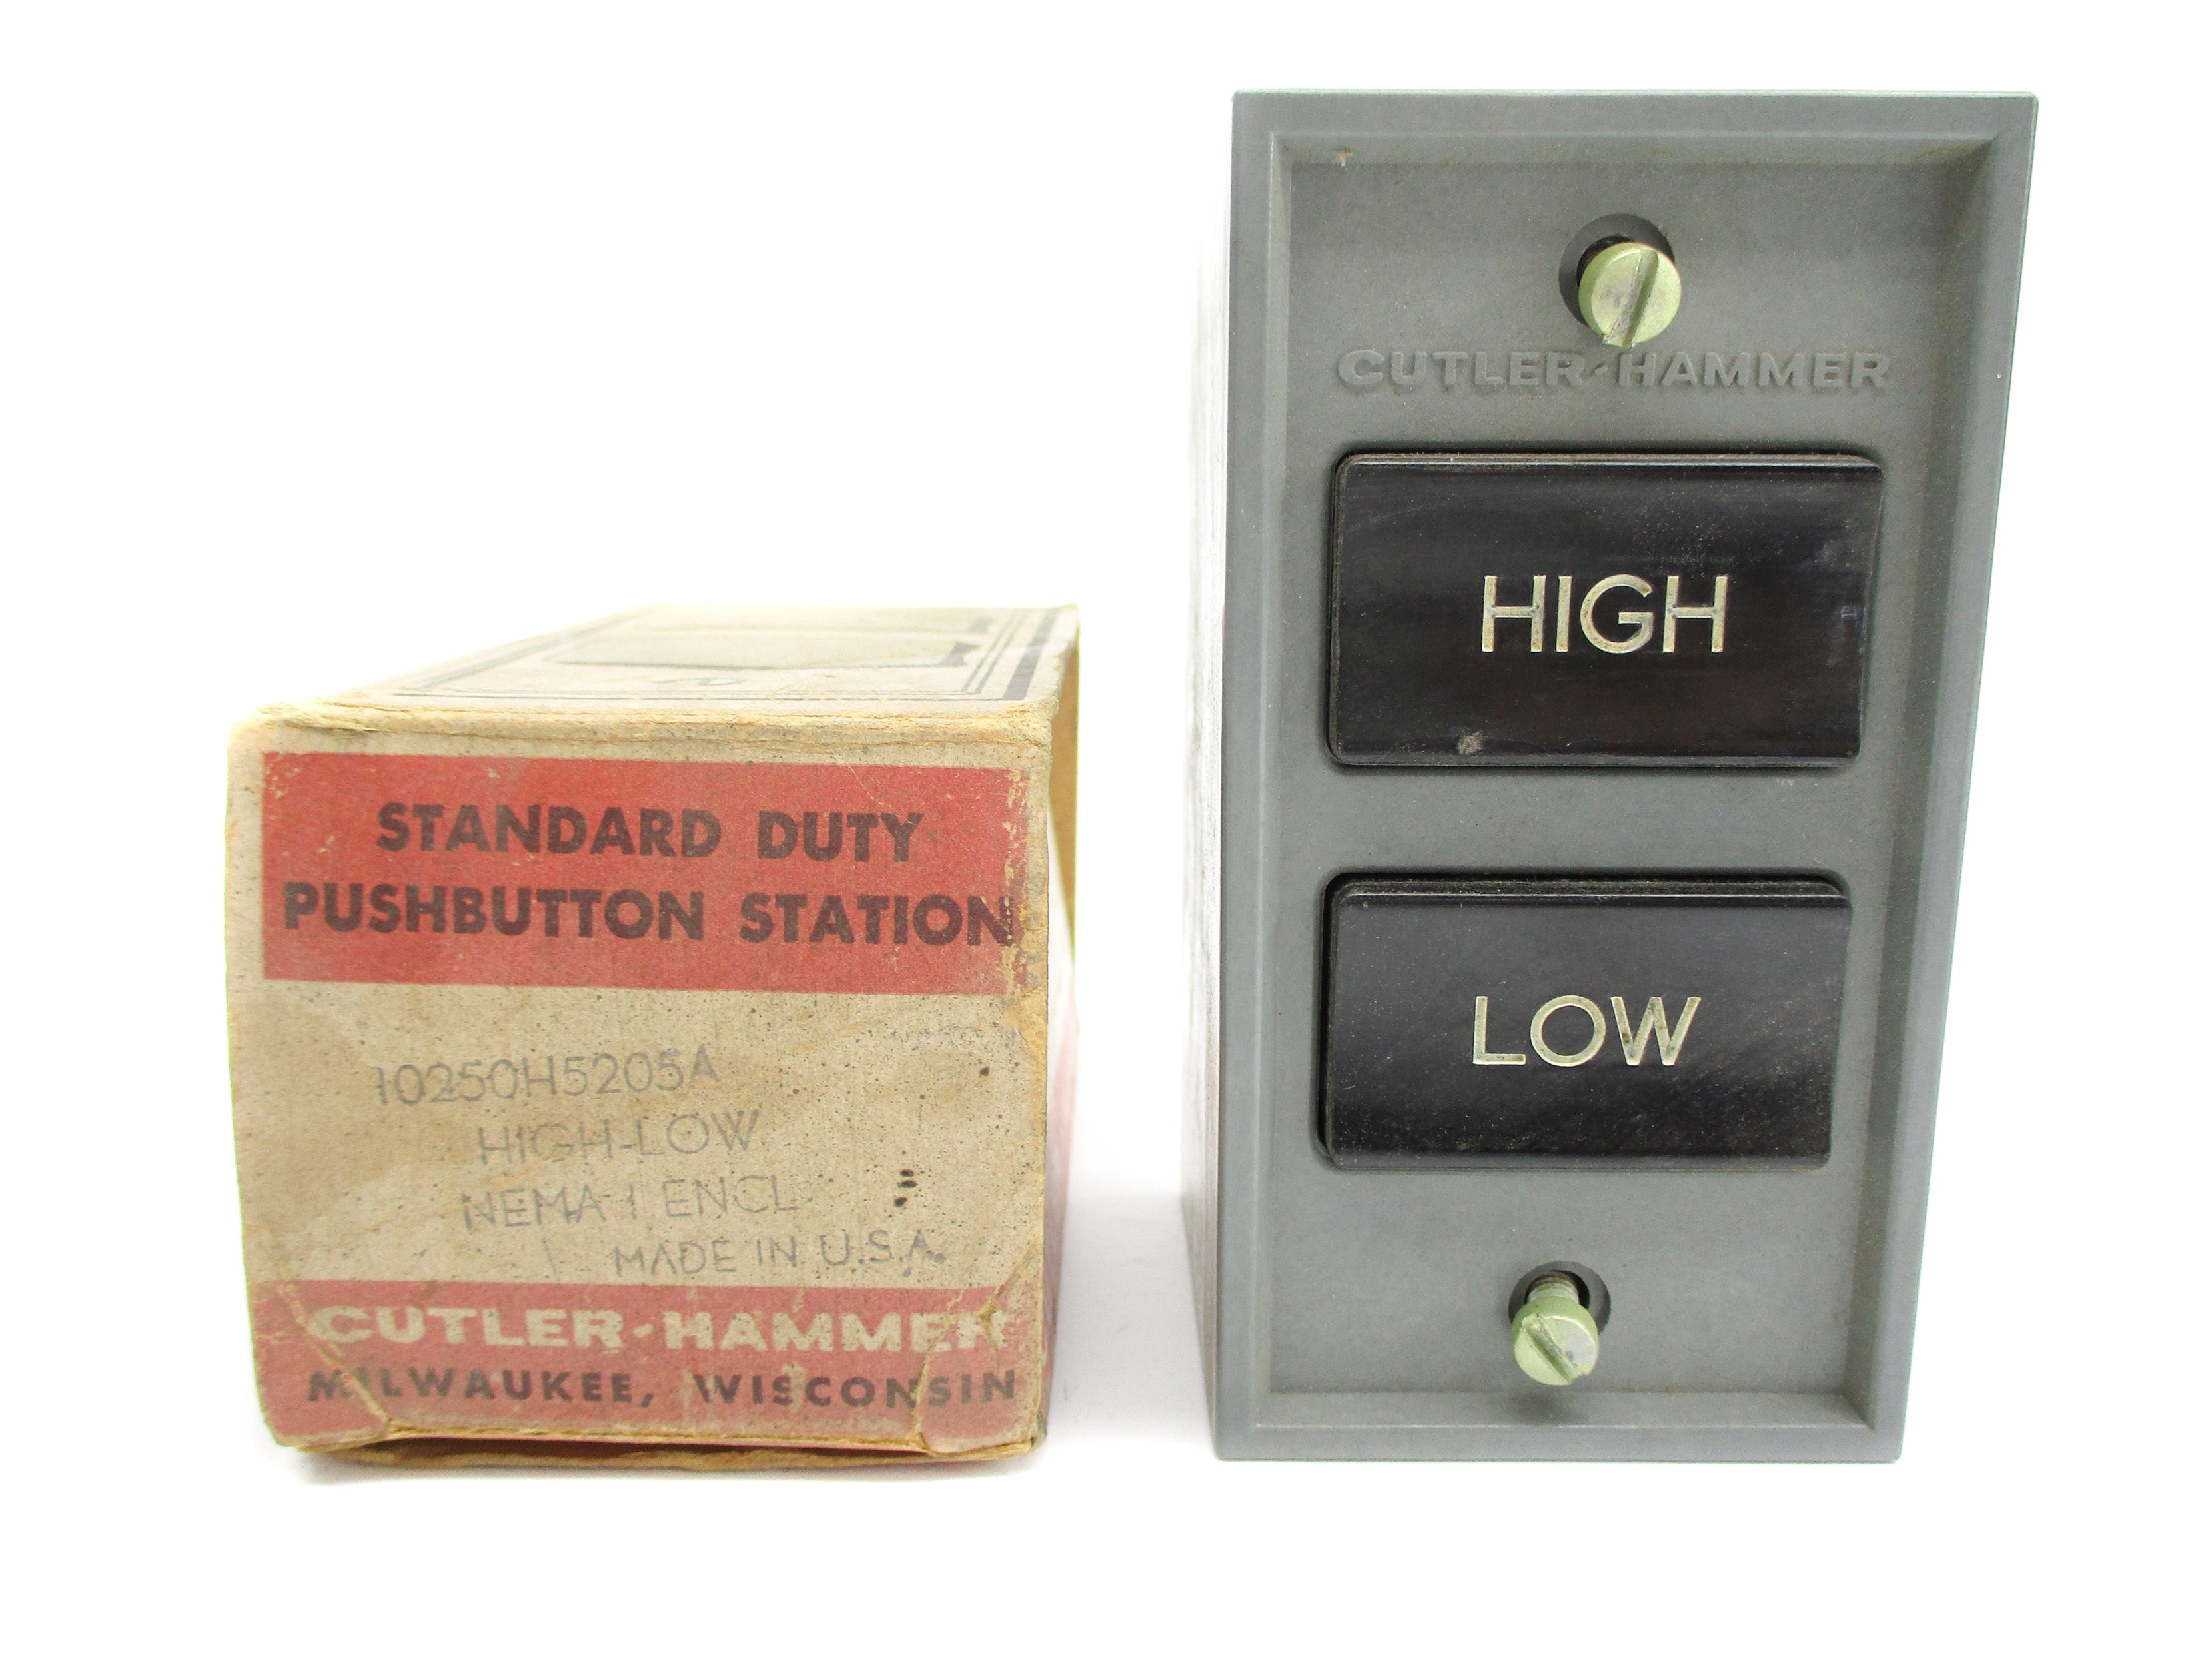 STANDARD DUTY
PUSHBUTTON STATION
10250H5205A
HIGH-LOW
NEMA 1 ENCL
MADE IN U.S.A.
CUTLER-HAMMER
MILWAUKEE, WISCONSIN
CUTLER-HAMMER
HIGH
LOW